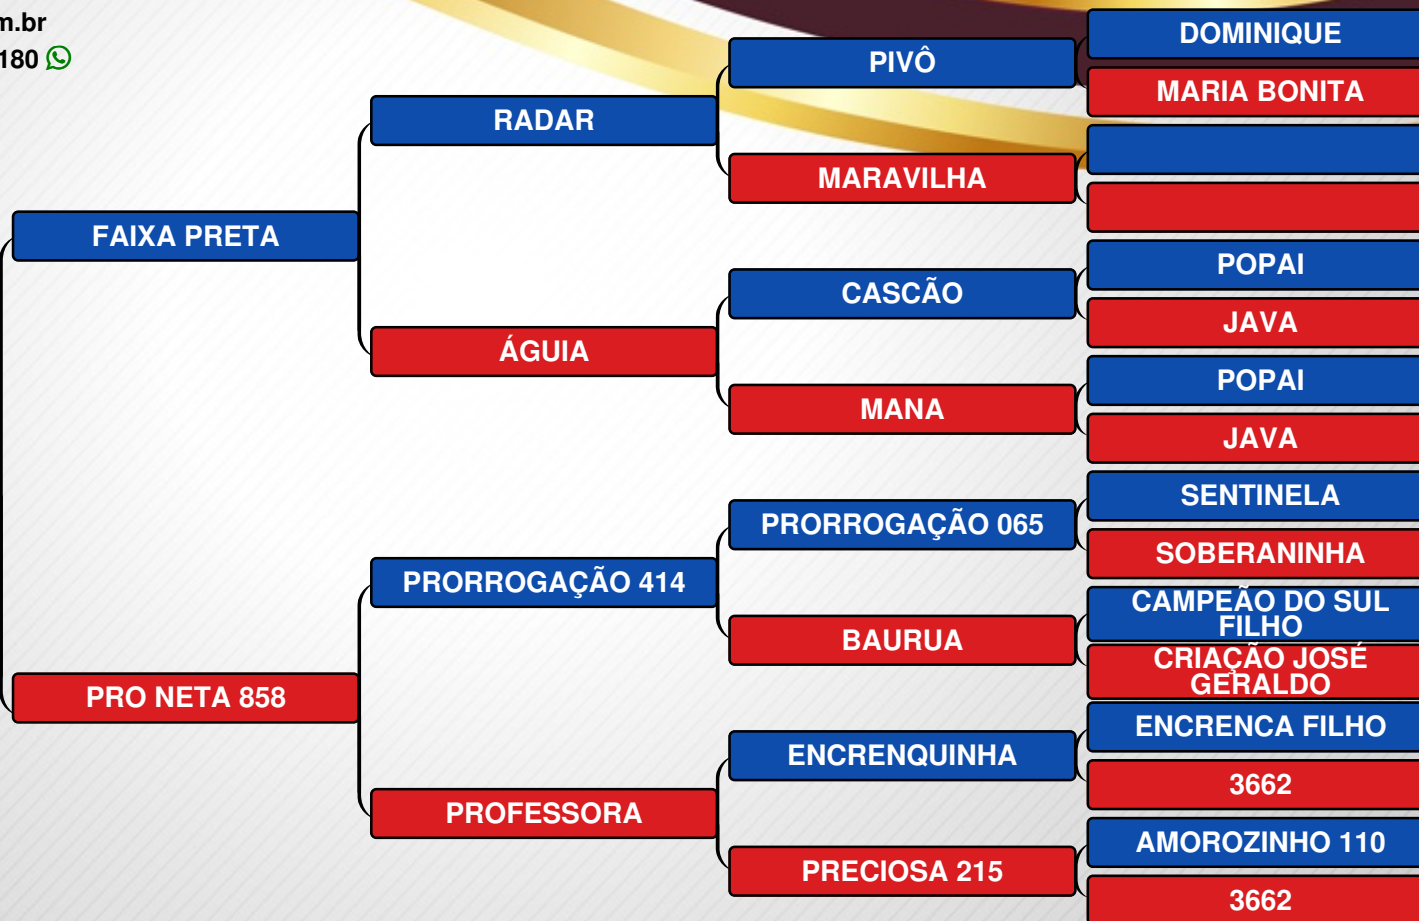 m.br
180
DOMINIQUE
PIVÔ
MARIA BONITA
RADAR
MARAVILHA
FAIXA PRETA
POPAI
CASCÃO
JAVA
ÁGUIA
POPAI
MANA
JAVA
SENTINELA
PRORROGAÇÃO 065
SOBERANINHA
PRORROGAÇÃO 414
CAMPEÃO DO SUL
FILHO
BAURUA
CRIAÇÃO JOSÉ
GERALDO
PRO NETA 858
ENCRENCA FILHO
ENCRENQUINHA
3662
PROFESSORA
AMOROZINHO 110
PRECIOSA 215
3662